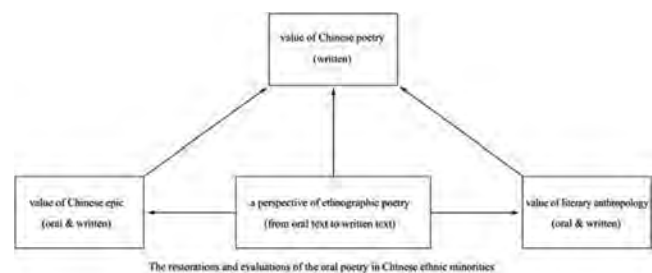 value of Chinese poetry
(written)
value of Chinese epic
(oral & written)
a perspective of ethnographic poetry
(from oral text to written text)
value of literary anthropology
(oral & written)
The restorations and evaluations of the oral poetry in Chinese ethnic minorities